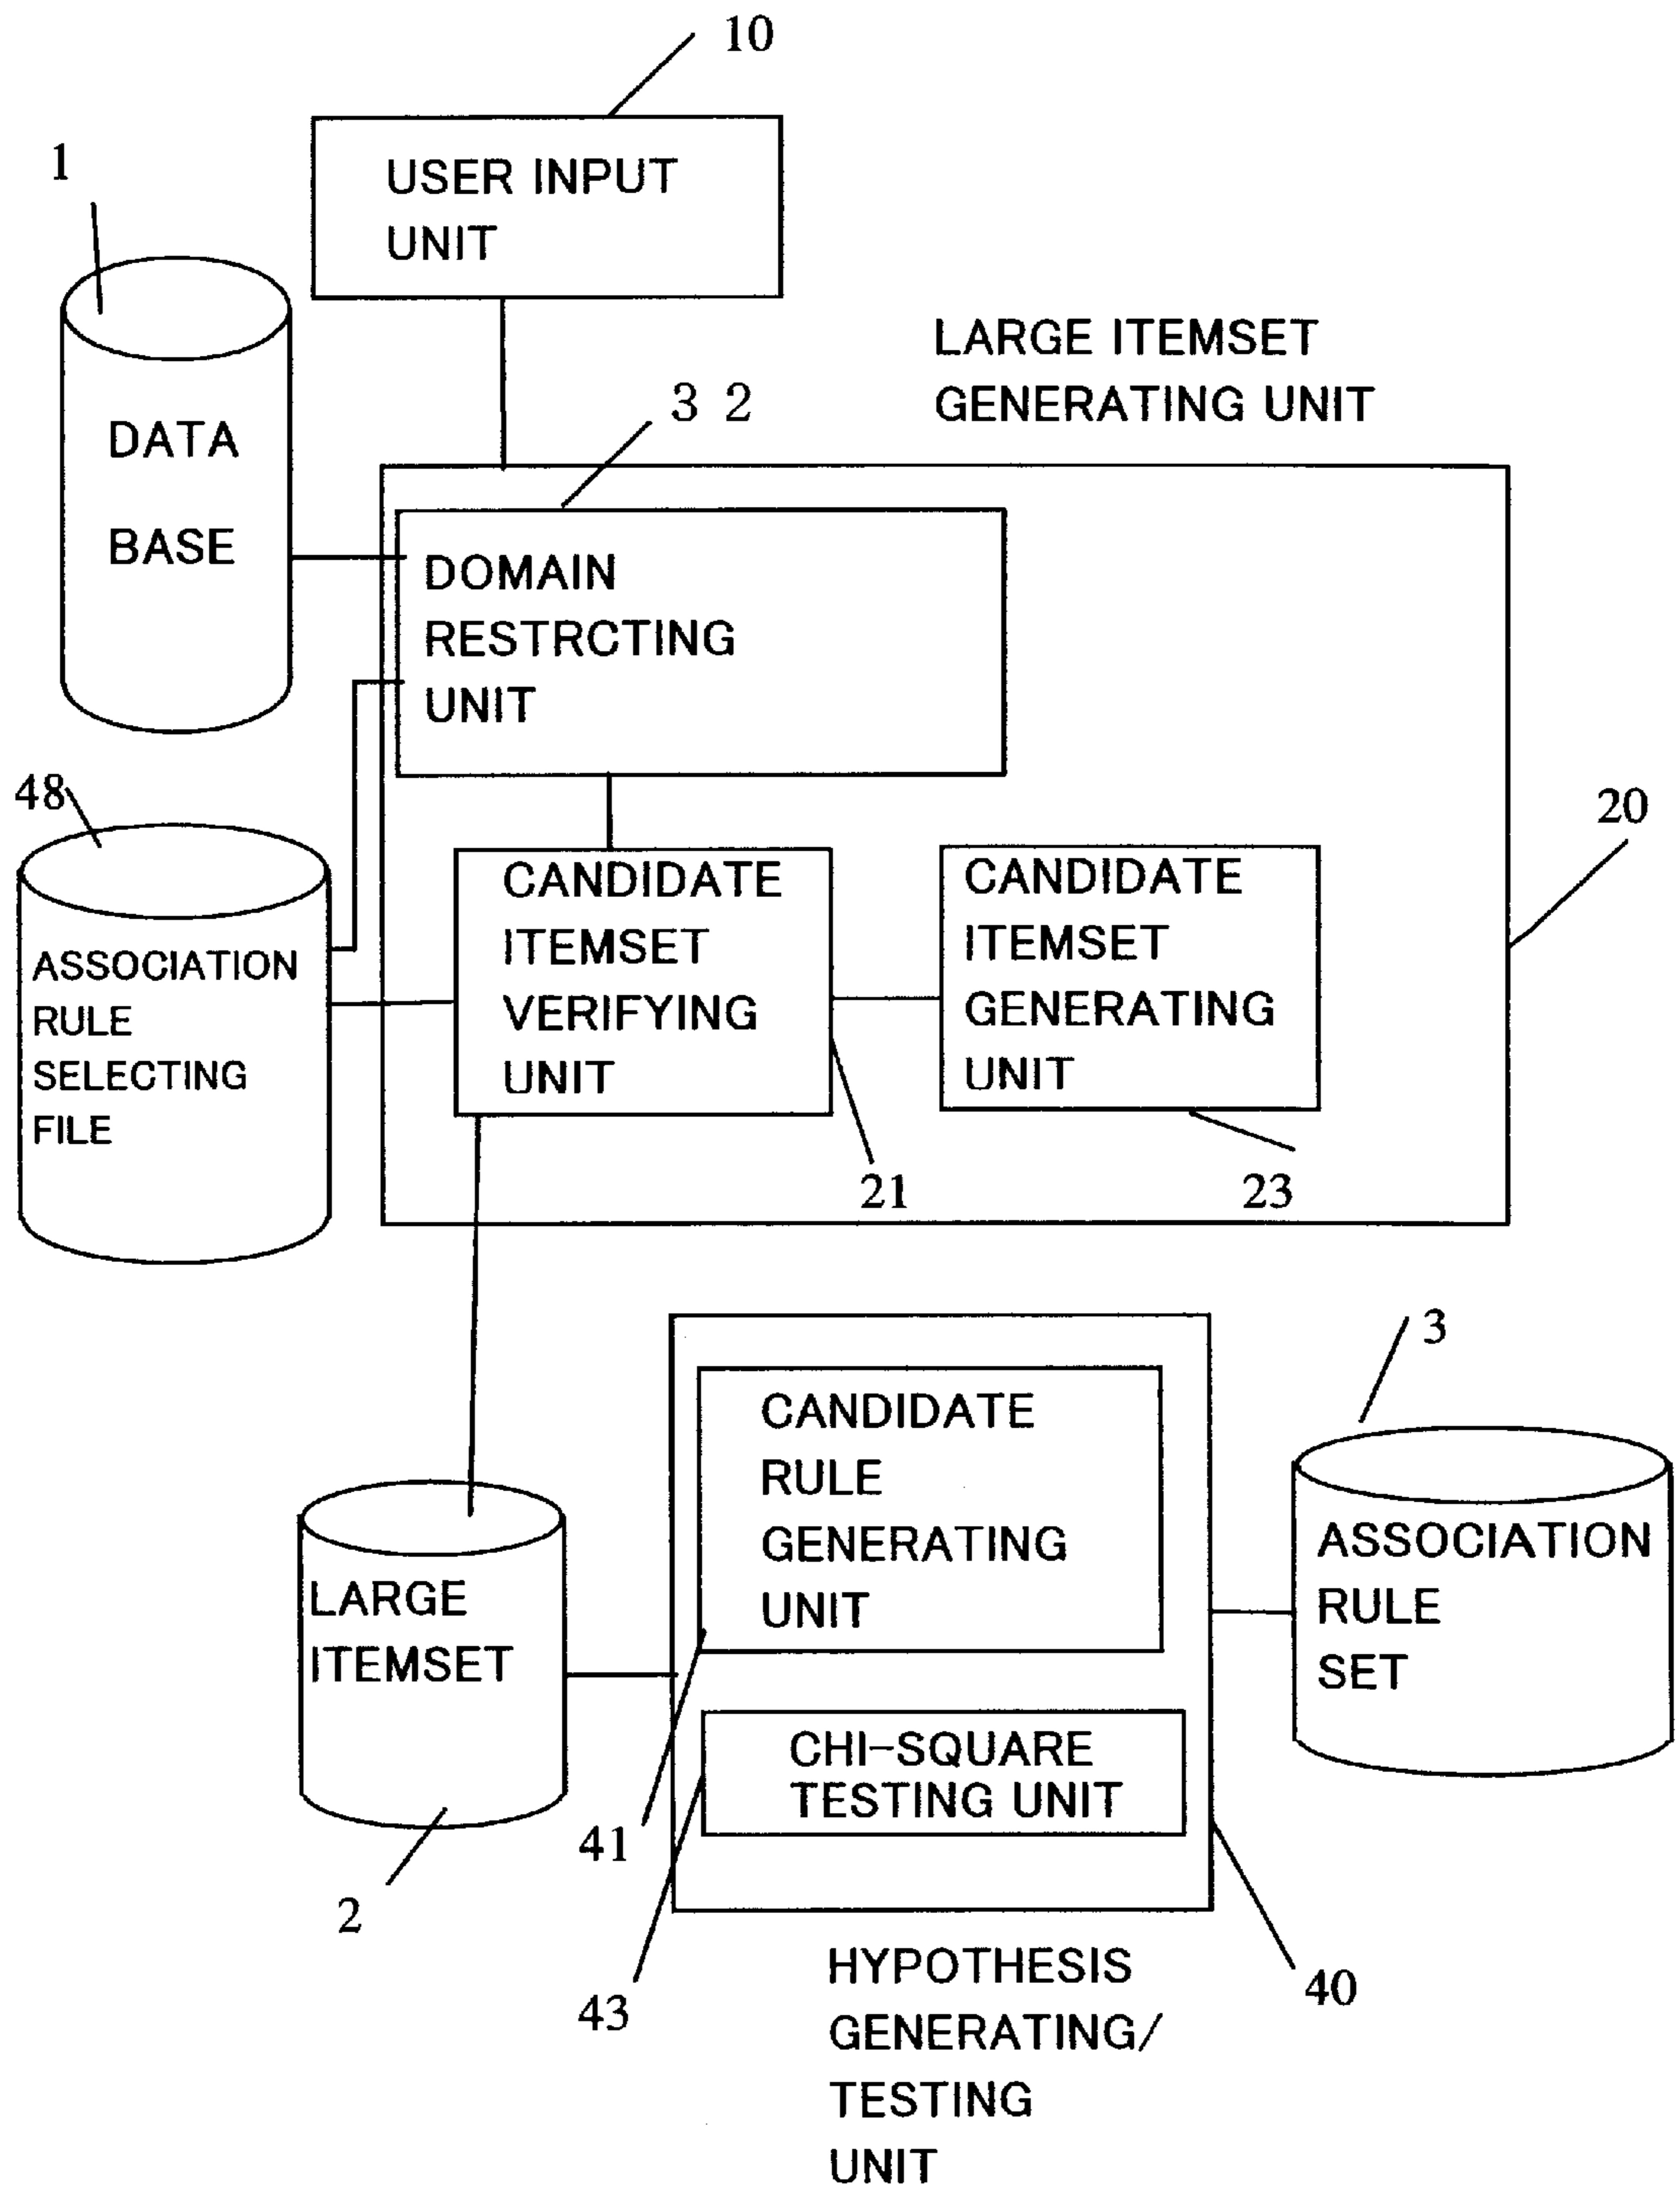 10
1
USER INPUT
UNIT
LARGE ITEMSET
GENERATING UNIT
3 2
DATA
BASE
DOMAIN
RESTRCTING
UNIT
48
20
CANDIDATE
ITEMSET
VERIFYING
UNIT
CANDIDATE
ITEMSET
GENERATING
UNIT
ASSOCIATION
RULE
SELECTING
FILE
21
23
3
CANDIDATE
RULE
GENERATING
UNIT
ASSOCIATION
RULE
SET
LARGE
ITEMSET
CHI-SQUARE
TESTING UNIT
41
2
43
40
HYPOTHESIS
GENERATING/
TESTING
UNIT